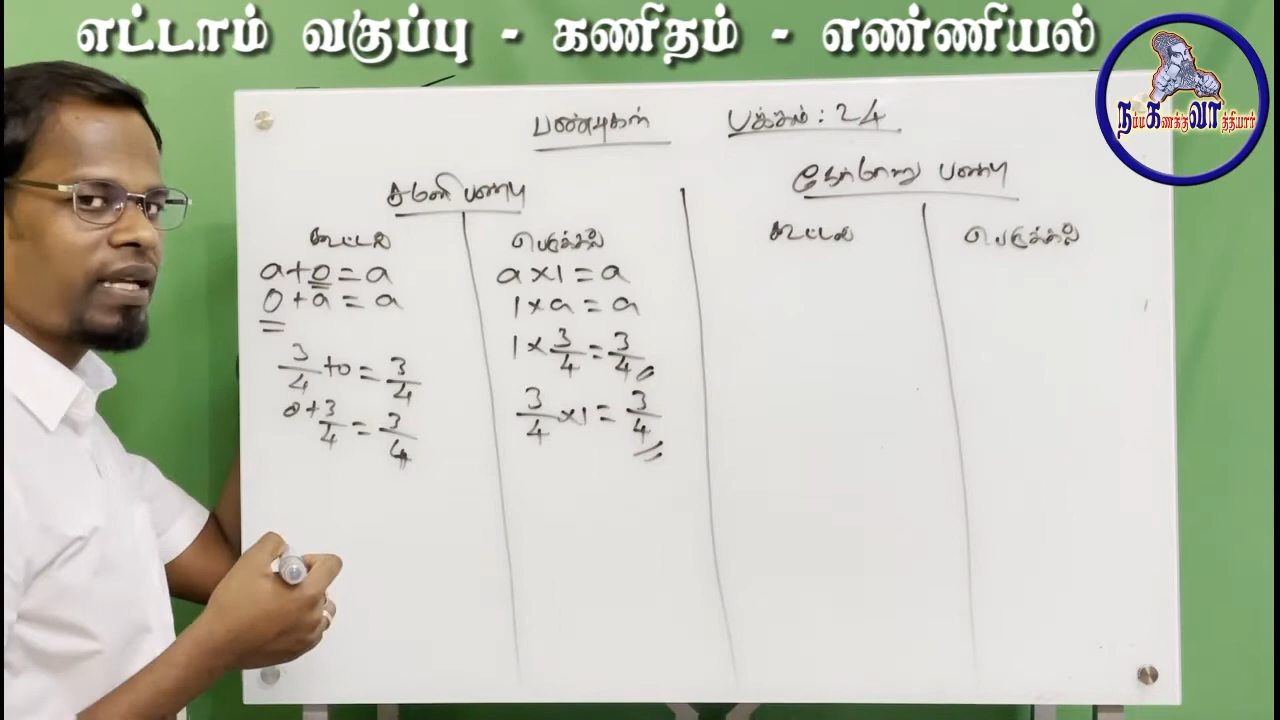 எட்டாம் வகுப்பு - கணிதம் - எண்ணியல்
நம்ம கணக்கு வாத்தியார்
பண்புகள் பக்கம் : 24
சமனி பண்பு
நேர்மாறு பண்பு
கூட்டல்
a+0=a
0+a=a
3/4+0=3/4
0+3/4=3/4
பெருக்கல்
a×1=a
1×a=a
1×3/4=3/4
3/4×1=3/4
கூட்டல்
பெருக்கல்